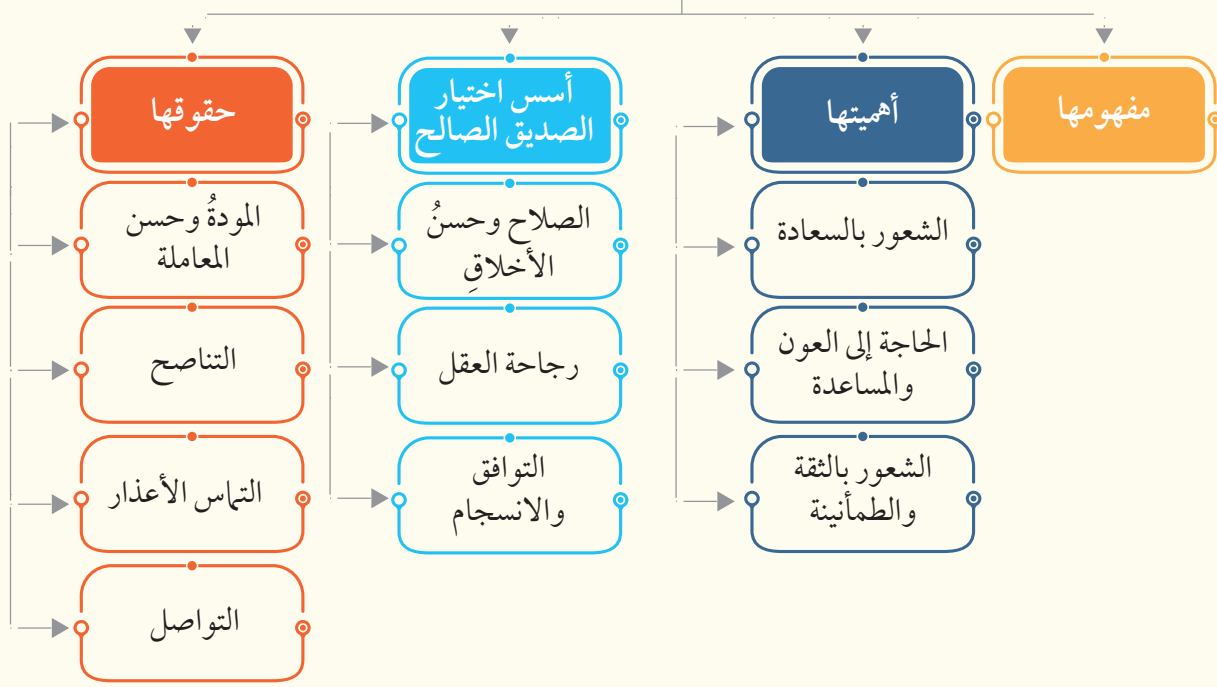 مفهومها
أهميتها
الشعور بالسعادة
الحاجة إلى العون
والمساعدة
الشعور بالثقة
والطمأنينة
أسس اختيار
الصديق الصالح
الصلاح وحسنُ
الأخلاقِ
رجاحة العقل
التوافق
والانسجام
حقوقها
المودةُ وحسن
المعاملة
التناصح
التماس الأعذار
التواصل